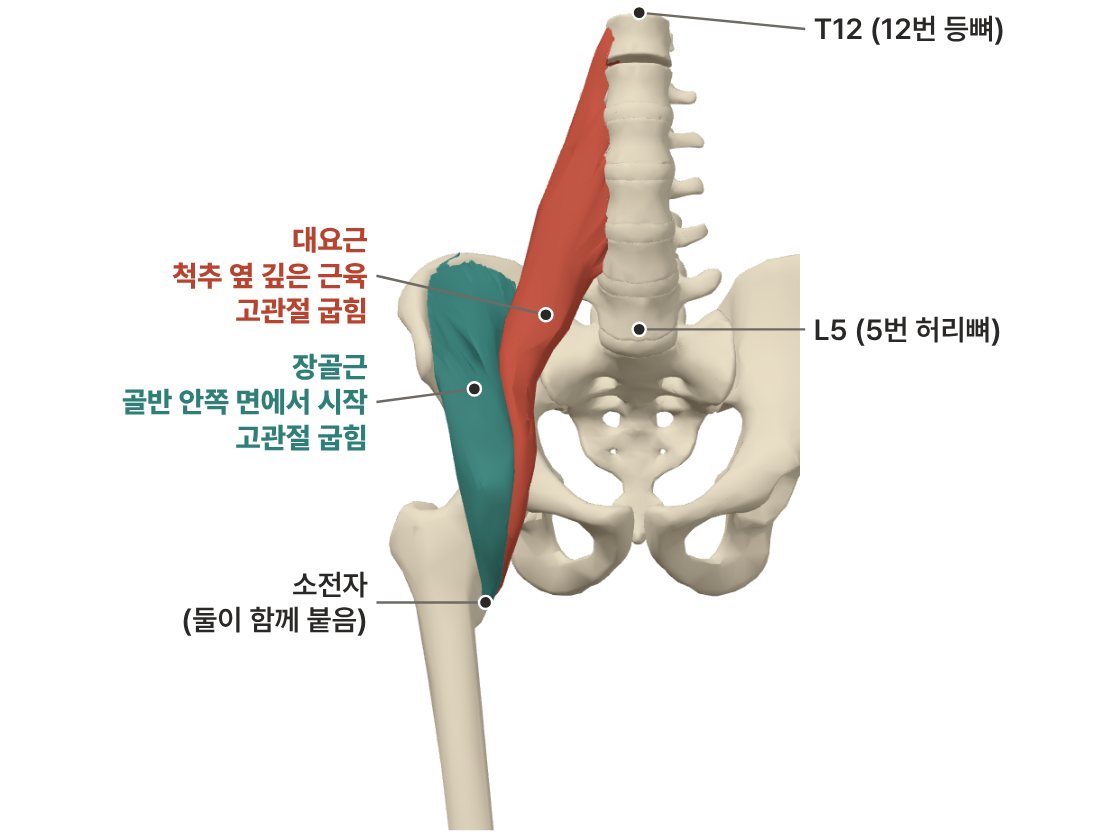 T12 (12번 등뼈)
대요근
척추 옆 깊은 근육
고관절 굽힘
L5 (5번 허리뼈)
장골근
골반 안쪽 면에서 시작
고관절 굽힘
소전자
(둘이 함께 붙음)